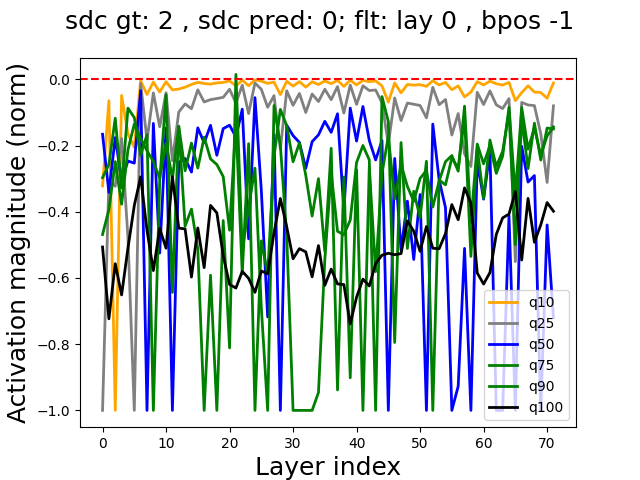 sdc gt: 2 , sdc pred: 0; flt: lay 0 , bpos -1
Activation magnitude (norm)
0.0
−0.2
−0.4
−0.6
−0.8
−1.0
0 10 20 30 40 50 60 70
Layer index
q10
q25
q50
q75
q90
q100